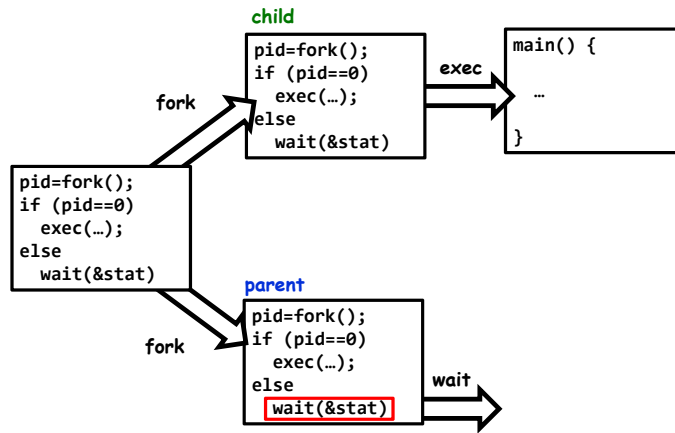 child
pid=fork();
if (pid==0)
exec(…);
else
wait(&stat)
exec
main() {
…
}
fork
pid=fork();
if (pid==0)
exec(…);
else
wait(&stat)
fork
parent
pid=fork();
if (pid==0)
exec(…);
else
wait(&stat)
wait